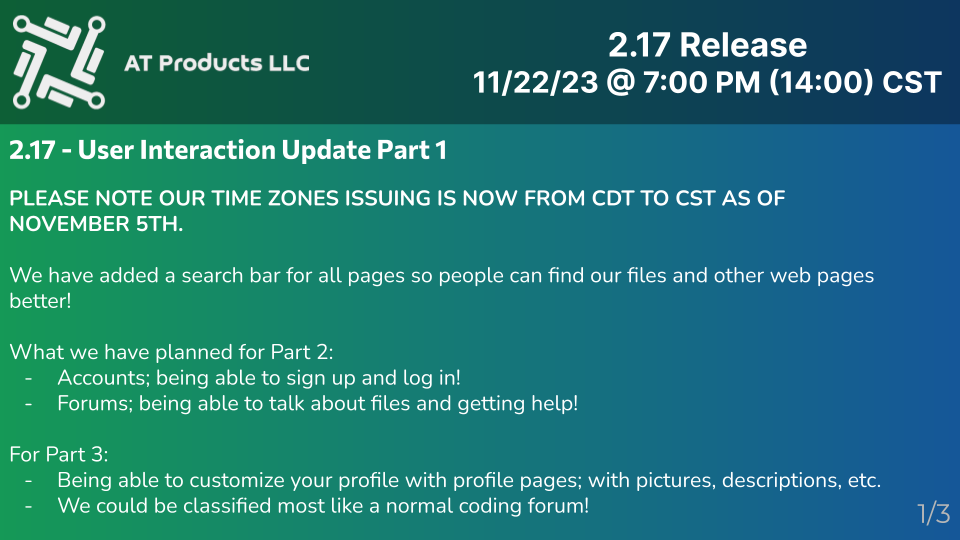 AT Products LLC
2.17 Release
11/22/23 @ 7:00 PM (14:00) CST
2.17 - User Interaction Update Part 1
PLEASE NOTE OUR TIME ZONES ISSUING IS NOW FROM CDT TO CST AS OF
NOVEMBER 5TH.
We have added a search bar for all pages so people can find our files and other web pages
better!
What we have planned for Part 2:
- Accounts; being able to sign up and log in!
- Forums; being able to talk about files and getting help!
For Part 3:
- Being able to customize your profile with profile pages; with pictures, descriptions, etc.
- We could be classified most like a normal coding forum!
1/3